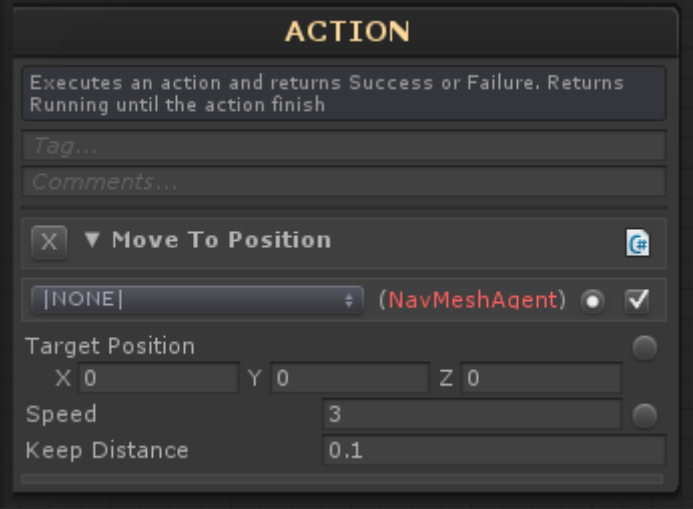 ACTION
Executes an action and returns Success or Failure. Returns
Running until the action finish
Tag...
Comments...
X ▼ Move To Position C#
|NONE| (NavMeshAgent)
Target Position
X 0 Y 0 Z 0
Speed 3
Keep Distance 0.1